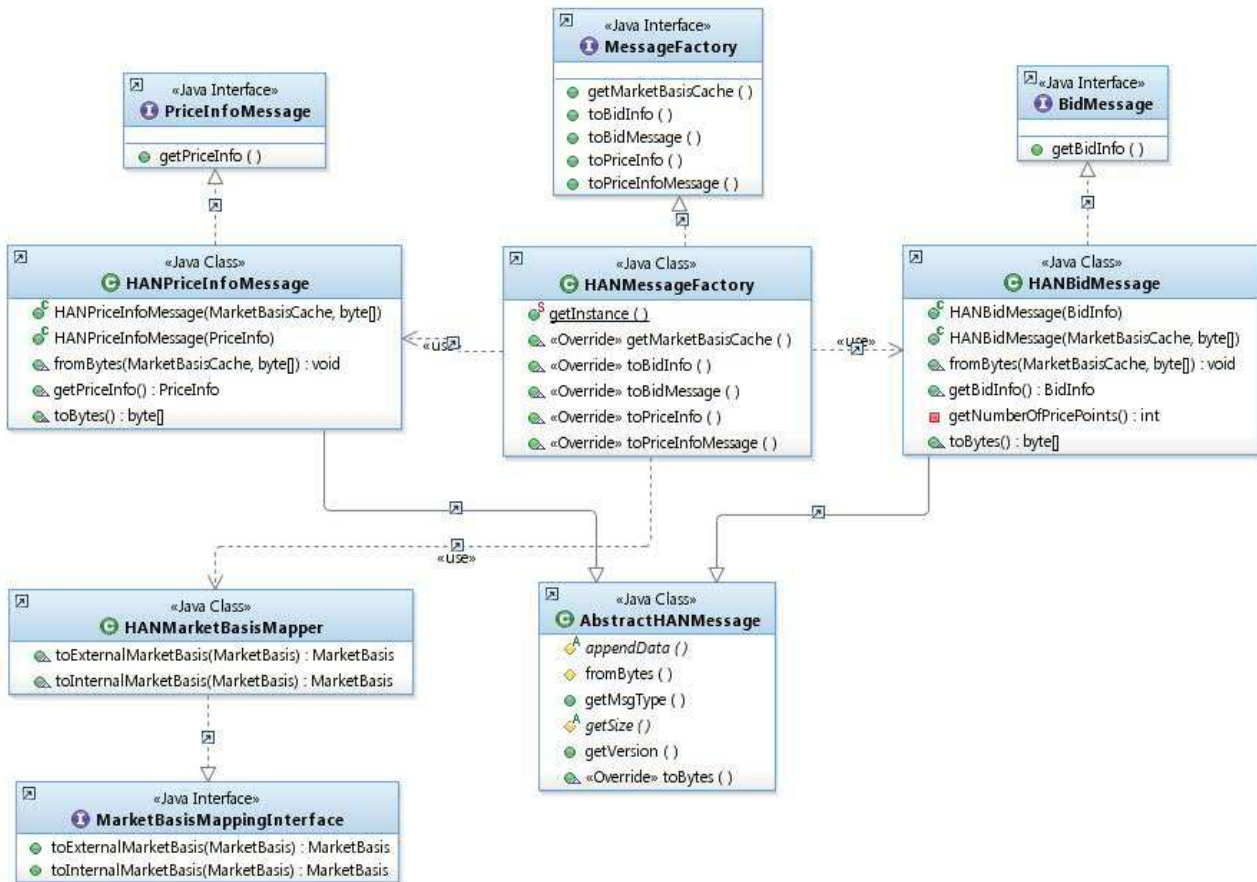 «Java Interface»
MessageFactory
getMarketBasisCache ( )
toBidInfo ( )
toBidMessage ( )
toPriceInfo ( )
toPriceInfoMessage ( )
«Java Interface»
PriceInfoMessage
getPriceInfo ( )
«Java Interface»
BidMessage
getBidInfo ( )
«Java Class»
HANPriceInfoMessage
HANPriceInfoMessage(MarketBasisCache, byte[])
HANPriceInfoMessage(PriceInfo)
fromBytes(MarketBasisCache, byte[]) : void
getPriceInfo() : PriceInfo
toBytes() : byte[]
«use»
«Java Class»
HANMessageFactory
getInstance ( )
«Override» getMarketBasisCache ( )
«Override» toBidInfo ( )
«Override» toBidMessage ( )
«Override» toPriceInfo ( )
«Override» toPriceInfoMessage ( )
«use»
«Java Class»
HANBidMessage
HANBidMessage(BidInfo)
HANBidMessage(MarketBasisCache, byte[])
fromBytes(MarketBasisCache, byte[]) : void
getBidInfo() : BidInfo
getNumberOfPricePoints() : int
toBytes() : byte[]
«use»
«Java Class»
HANMarketBasisMapper
toExternalMarketBasis(MarketBasis) : MarketBasis
toInternalMarketBasis(MarketBasis) : MarketBasis
«Java Class»
AbstractHANMessage
appendData ( )
fromBytes ( )
getMsgType ( )
getSize ( )
getVersion ( )
«Override» toBytes ( )
«Java Interface»
MarketBasisMappingInterface
toExternalMarketBasis(MarketBasis) : MarketBasis
toInternalMarketBasis(MarketBasis) : MarketBasis